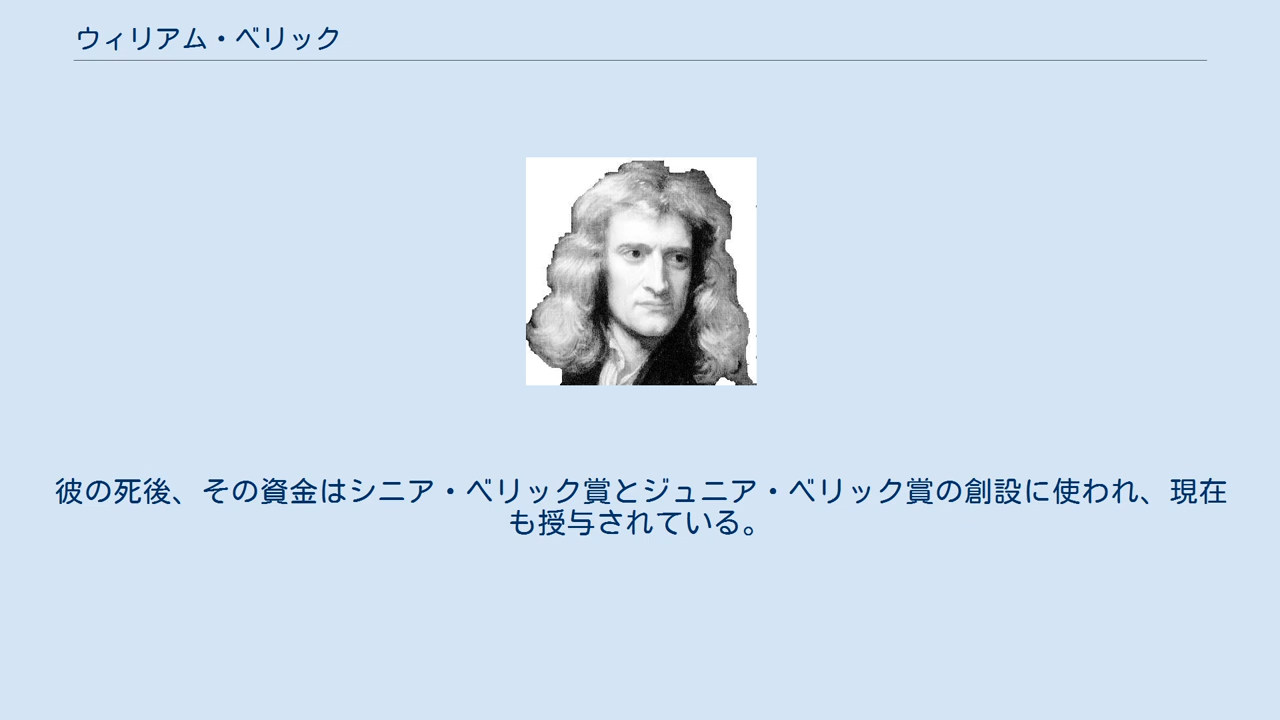 ウィリアム・ベリック
彼の死後、その資金はシニア・ベリック賞とジュニア・ベリック賞の創設に使われ、現在
も授与されている。